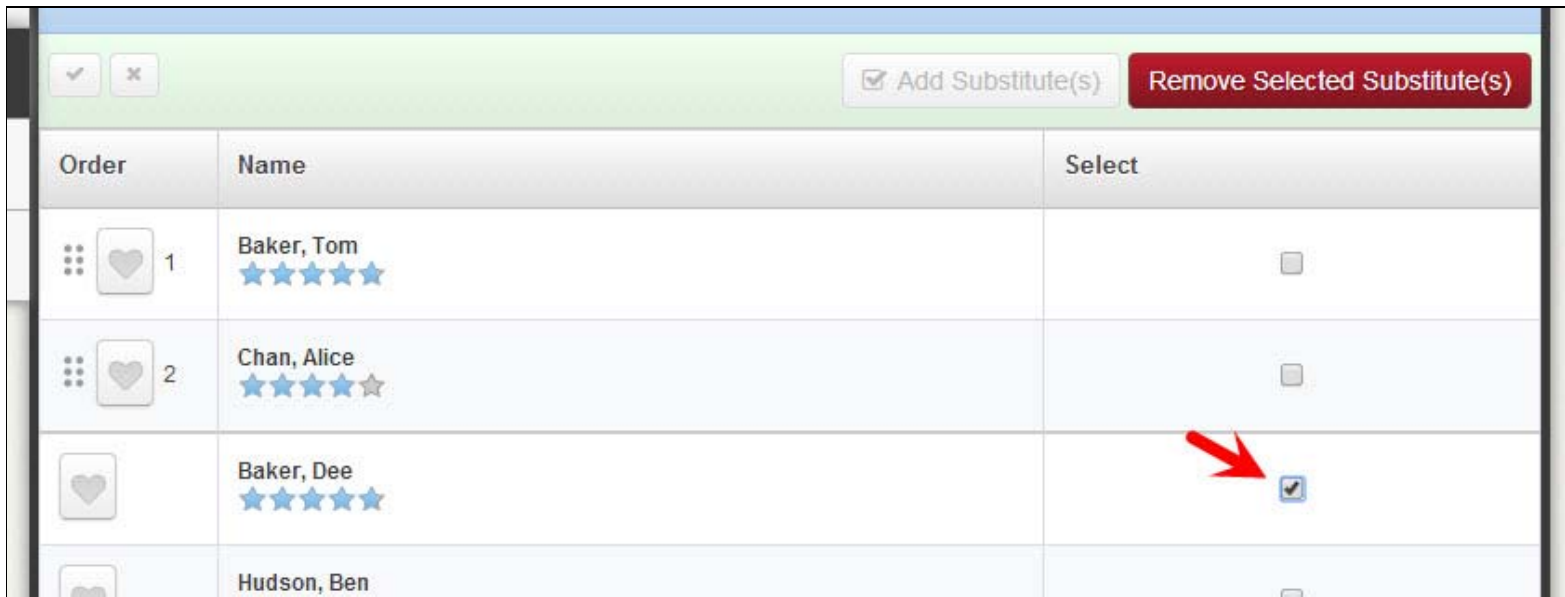 Add Substitute(s) Remove Selected Substitute(s)
Order Name Select
1 Baker, Tom
2 Chan, Alice
Baker, Dee
Hudson, Ben